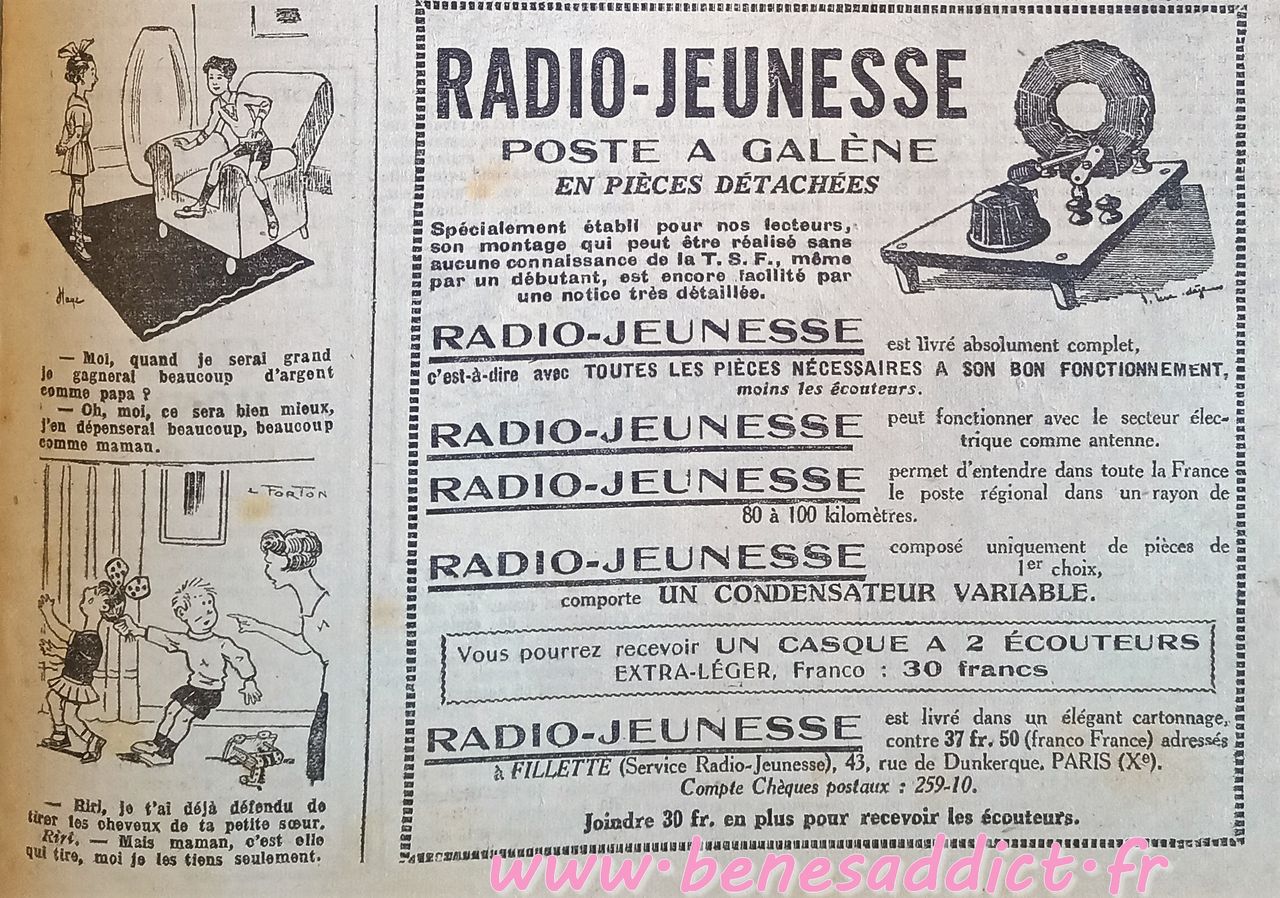 Haye
— Moi, quand je serai grand
je gagnerai beaucoup d'argent
comme papa ?
— Oh, moi, ce sera bien mieux,
j'en dépenserai beaucoup, beaucoup
comme maman.
L FORTON
— Riri, je t'ai déjà défendu de
tirer les cheveux de ta petite sœur.
Riri. — Mais maman, c'est elle
qui tire, moi je les tiens seulement.
RADIO-JEUNESSE
POSTE A GALÈNE
EN PIÈCES DÉTACHÉES
Spécialement établi pour nos lecteurs,
son montage qui peut être réalisé sans
aucune connaissance de la T. S. F., même
par un débutant, est encore facilité par
une notice très détaillée.
RADIO-JEUNESSE est livré absolument complet,
c'est-à-dire avec TOUTES LES PIÈCES NÉCESSAIRES A SON BON FONCTIONNEMENT,
moins les écouteurs.
RADIO-JEUNESSE peut fonctionner avec le secteur élec-
trique comme antenne.
RADIO-JEUNESSE permet d'entendre dans toute la France
le poste régional dans un rayon de
80 à 100 kilomètres.
RADIO-JEUNESSE composé uniquement de pièces de
1er choix,
comporte UN CONDENSATEUR VARIABLE.
Vous pourrez recevoir UN CASQUE A 2 ÉCOUTEURS
EXTRA-LÉGER, Franco : 30 francs
RADIO-JEUNESSE est livré dans un élégant cartonnage,
contre 37 fr. 50 (franco France) adressés
à FILLETTE (Service Radio-Jeunesse), 43, rue de Dunkerque, PARIS (Xe).
Compte Chèques postaux : 259-10.
Joindre 30 fr. en plus pour recevoir les écouteurs.
www.benesaddict.fr